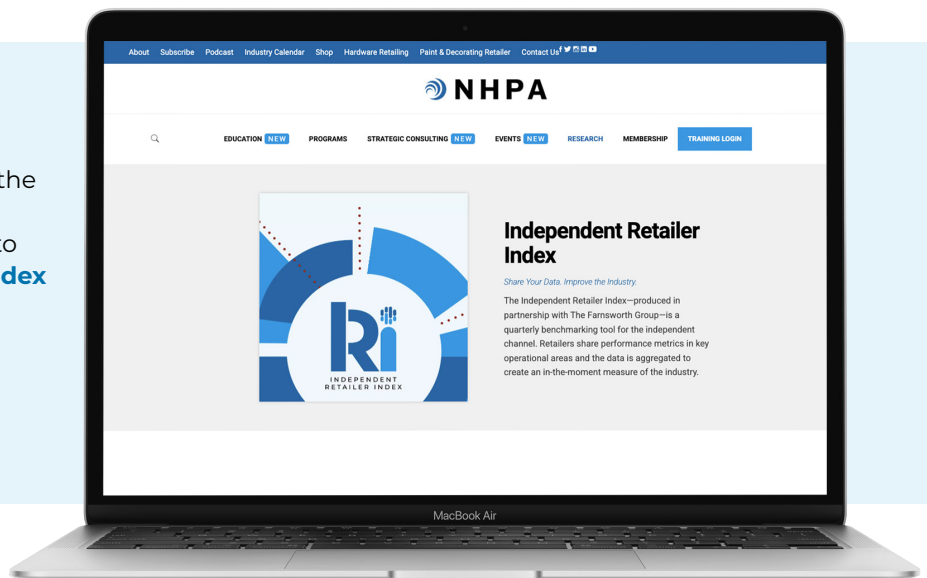 the
to
dex
About Subscribe Podcast Industry Calendar Shop Hardware Retailing Paint & Decorating Retailer Contact Us
NHPA
EDUCATION NEW PROGRAMS STRATEGIC CONSULTING NEW EVENTS NEW RESEARCH MEMBERSHIP TRAINING LOGIN
Ri
INDEPENDENT
RETAILER INDEX
Independent Retailer
Index
Share Your Data. Improve the Industry.
The Independent Retailer Index—produced in
partnership with The Farnsworth Group—is a
quarterly benchmarking tool for the independent
channel. Retailers share performance metrics in key
operational areas and the data is aggregated to
create an in-the-moment measure of the industry.
MacBook Air